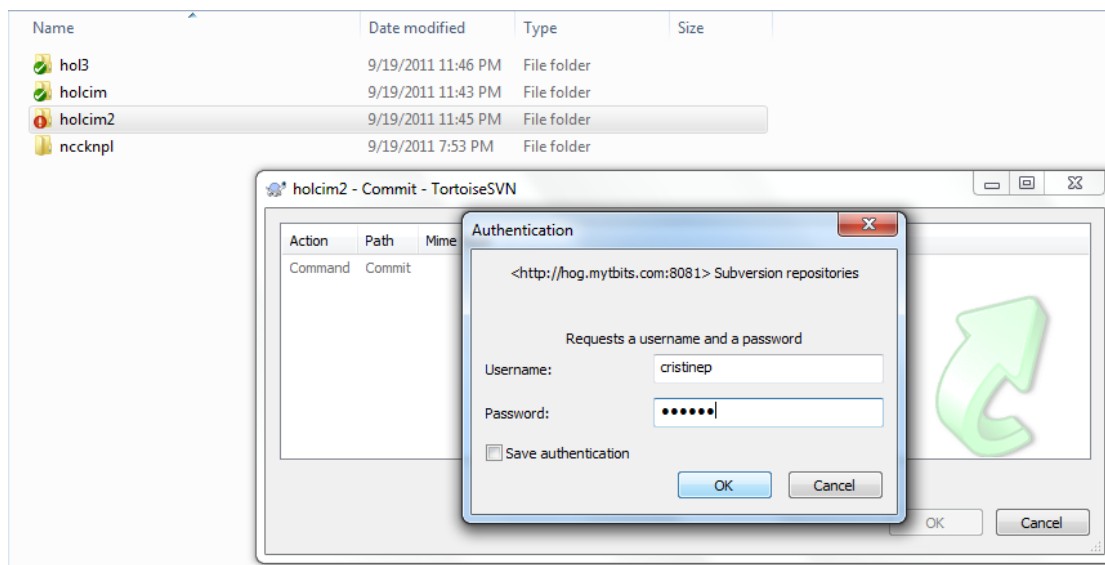 Name Date modified Type Size
hol3 9/19/2011 11:46 PM File folder
holcim 9/19/2011 11:43 PM File folder
holcim2 9/19/2011 11:45 PM File folder
nccknpl 9/19/2011 7:53 PM File folder
holcim2 - Commit - TortoiseSVN
Action Path Mime
Command Commit
Authentication
<http://hog.mytbits.com:8081> Subversion repositories
Requests a username and a password
Username: cristinep
Password: ••••••
Save authentication
OK Cancel
OK Cancel